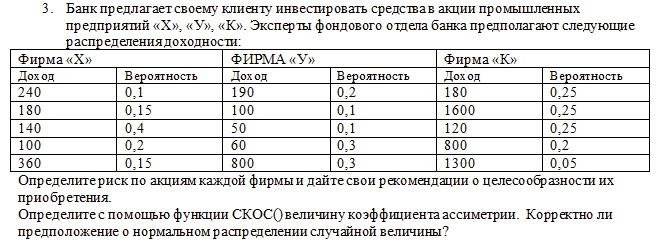 3. Банк предлагает своему клиенту инвестировать средства в акции промышленных
предприятий «Х», «У», «К». Эксперты фондового отдела банка предполагают следующие
распределения доходности:
Фирма «Х» ФИРМА «У» Фирма «К»
Доход Вероятность Доход Вероятность Доход Вероятность
240 0,1 190 0,2 180 0,25
180 0,15 100 0,1 1600 0,25
140 0,4 50 0,1 120 0,25
100 0,2 60 0,3 800 0,2
360 0,15 800 0,3 1300 0,05
Определите риск по акциям каждой фирмы и дайте свои рекомендации о целесообразности их
приобретения.
Определите с помощью функции СКОС() величину коэффициента ассиметрии. Корректно ли
предположение о нормальном распределении случайной величины?